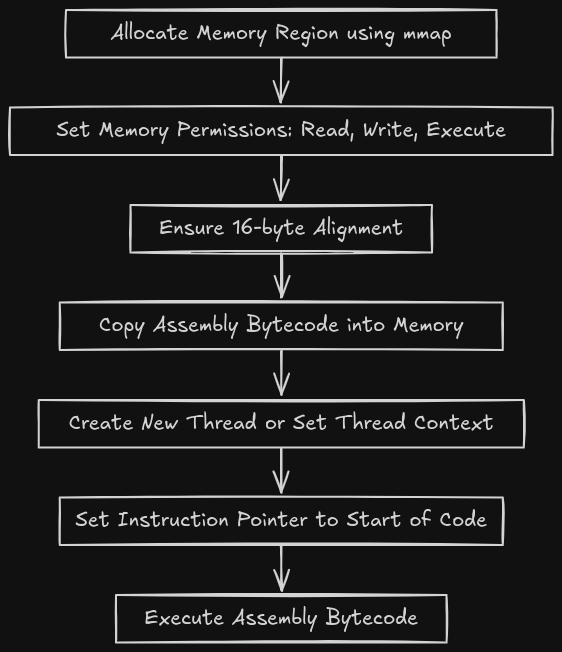 Allocate Memory Region using mmap
Set Memory Permissions: Read, Write, Execute
Ensure 16-byte Alignment
Copy Assembly Bytecode into Memory
Create New Thread or Set Thread Context
Set Instruction Pointer to Start of Code
Execute Assembly Bytecode